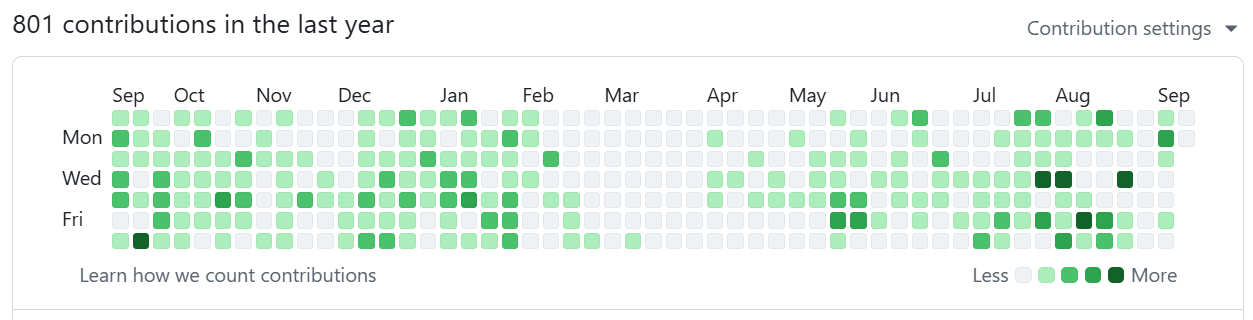 801 contributions in the last year
Contribution settings
Sep Oct Nov Dec Jan Feb Mar Apr May Jun Jul Aug Sep
Mon
Wed
Fri
Learn how we count contributions
Less More